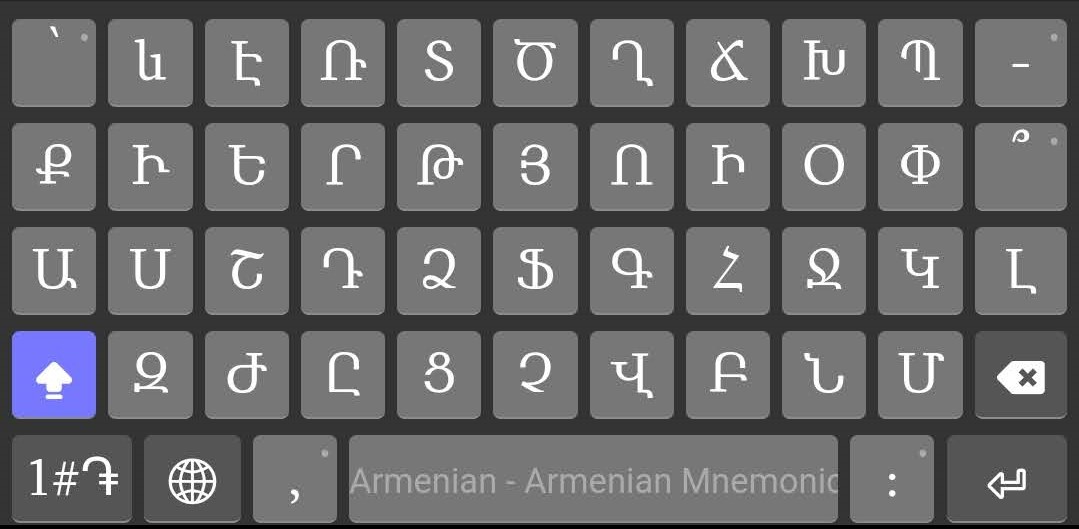 ՝ և Է Ռ Տ Ծ Ղ Ճ Խ Պ -
Ք Ւ Ե Ր Թ Յ Ո Ի Օ Փ ՞
Ա Ս Շ Դ Ձ Ֆ Գ Հ Ջ Կ Լ
Զ Ժ Ը Ց Չ Վ Բ Ն Մ
1#֏ , Armenian - Armenian Mnemonic :